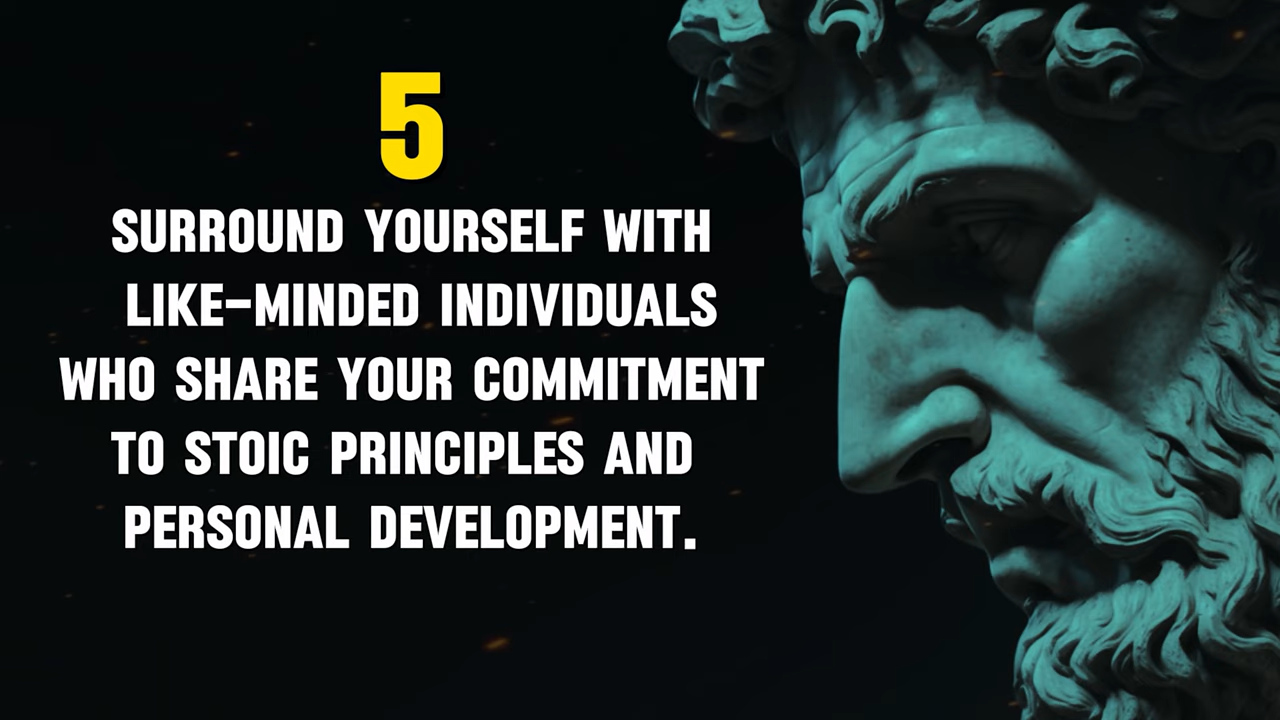 5
SURROUND YOURSELF WITH
LIKE-MINDED INDIVIDUALS
WHO SHARE YOUR COMMITMENT
TO STOIC PRINCIPLES AND
PERSONAL DEVELOPMENT.